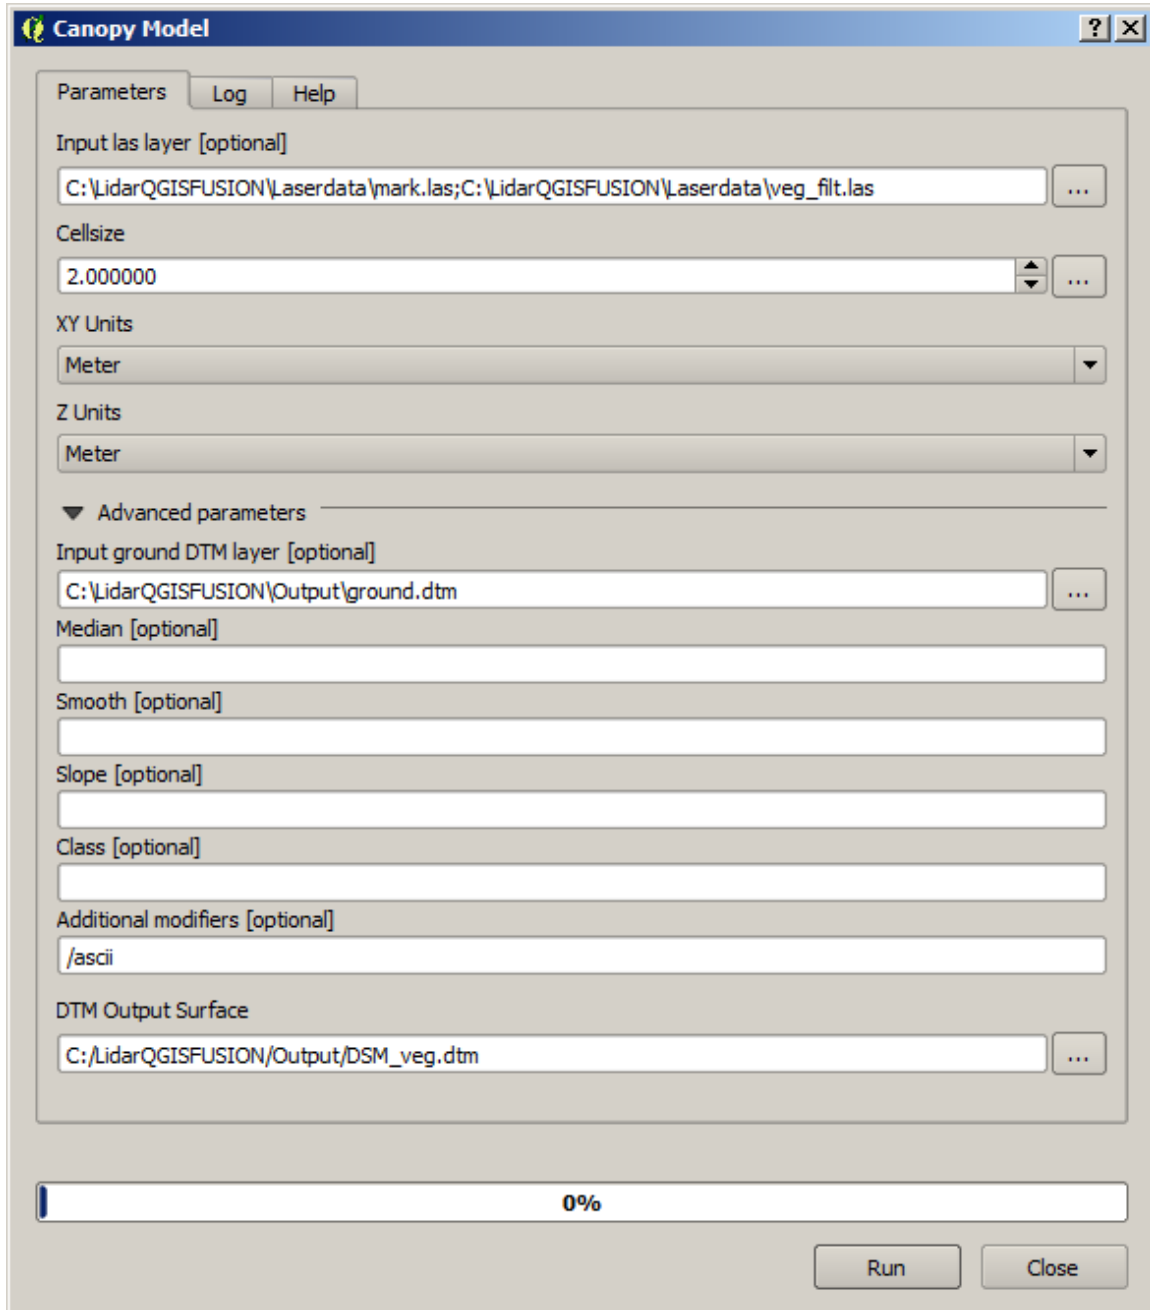 Canopy Model
Parameters Log Help
Input las layer [optional]
C:\LidarQGISFUSION\Laserdata\mark.las;C:\LidarQGISFUSION\Laserdata\veg_filt.las ...
Cellsize
2.000000 ...
XY Units
Meter
Z Units
Meter
Advanced parameters
Input ground DTM layer [optional]
C:\LidarQGISFUSION\Output\ground.dtm ...
Median [optional]
Smooth [optional]
Slope [optional]
Class [optional]
Additional modifiers [optional]
/ascii
DTM Output Surface
C:/LidarQGISFUSION/Output/DSM_veg.dtm ...
0%
Run Close